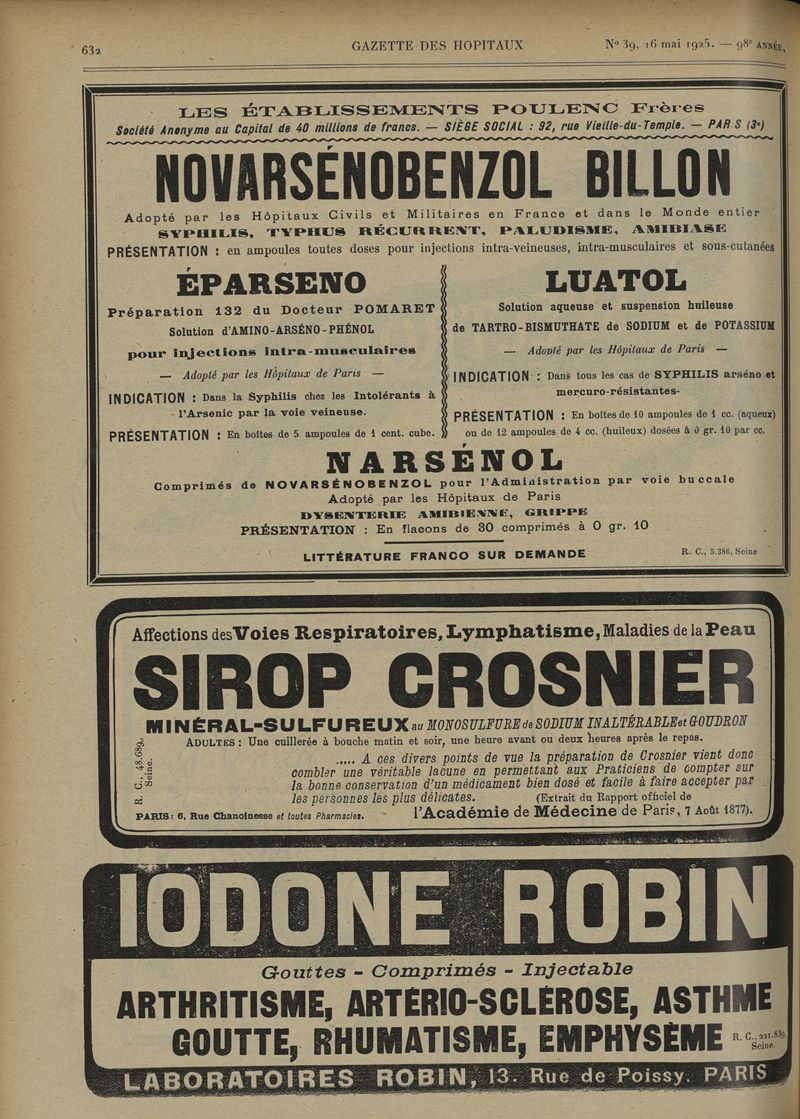 632
GAZETTE DES HOPITAUX
N° 39, 16 mai 1925. — 98e ANNÉE,
LES ÉTABLISSEMENTS POULENC Frères
Société Anonyme au Capital de 40 millions de francs. — SIÈGE SOCIAL : 92, rue Vieille-du-Temple. — PAR S (3e)
NOVARSÉNOBENZOL BILLON
Adopté par les Hôpitaux Civils et Militaires en France et dans le Monde entier
SYPHILIS, TYPHUS RÉCURRENT, PALUDISME, AMIBIASE
PRÉSENTATION : en ampoules toutes doses pour injections intra-veineuses, intra-musculaires et sous-cutanées
ÉPARSENO
Préparation 132 du Docteur POMARET
Solution d'AMINO-ARSÉNO-PHÉNOL
pour injections intra-musculaires
— Adopté par les Hôpitaux de Paris —
INDICATION : Dans la Syphilis chez les Intolérants à
- l'Arsenic par la voie veineuse.
PRÉSENTATION : En boîtes de 5 ampoules de 1 cent. cube.
LUATOL
Solution aqueuse et suspension huileuse
de TARTRO-BISMUTHATE de SODIUM et de POTASSIUM
— Adopté par les Hôpitaux de Paris —
INDICATION : Dans tous les cas de SYPHILIS arséno et
mercuro-résistantes-
PRÉSENTATION : En boîtes de 10 ampoules de 1 cc. (aqueux)
ou de 12 ampoules de 4 cc. (huileux) dosées à 0 gr. 10 par cc.
NARSÉNOL
Comprimés de NOVARSÉNOBENZOL pour l'Administration par voie buccale
Adopté par les Hôpitaux de Paris
DYSENTERIE AMIBIENNE, GRIPPE
PRÉSENTATION : En flacons de 30 comprimés à 0 gr. 10
LITTÉRATURE FRANCO SUR DEMANDE
R. C., 5.386, Seine
Affections des Voies Respiratoires, Lymphatisme, Maladies de la Peau
SIROP CROSNIER
MINÉRAL-SULFUREUX au MONOSULFURE de SODIUM INALTÉRABLE et GOUDRON
ADULTES : Une cuillerée à bouche matin et soir, une heure avant ou deux heures après le repas.
R. C., 48.689,
Seine.
..... A ces divers points de vue la préparation de Crosnier vient donc
combler une véritable lacune en permettant aux Praticiens de compter sur
la bonne conservation d'un médicament bien dosé et facile à faire accepter par
les personnes les plus délicates. (Extrait du Rapport officiel de
PARIS : 6, Rue Chanoinesse et toutes Pharmacies. l'Académie de Médecine de Paris, 7 Août 1877).
IODONE ROBIN
Gouttes - Comprimés - Injectable
ARTHRITISME, ARTÉRIO-SCLÉROSE, ASTHME
GOUTTE, RHUMATISME, EMPHYSÈME
R. C., 221.839.
Seine.
LABORATOIRES ROBIN, 13. Rue de Poissy. PARIS